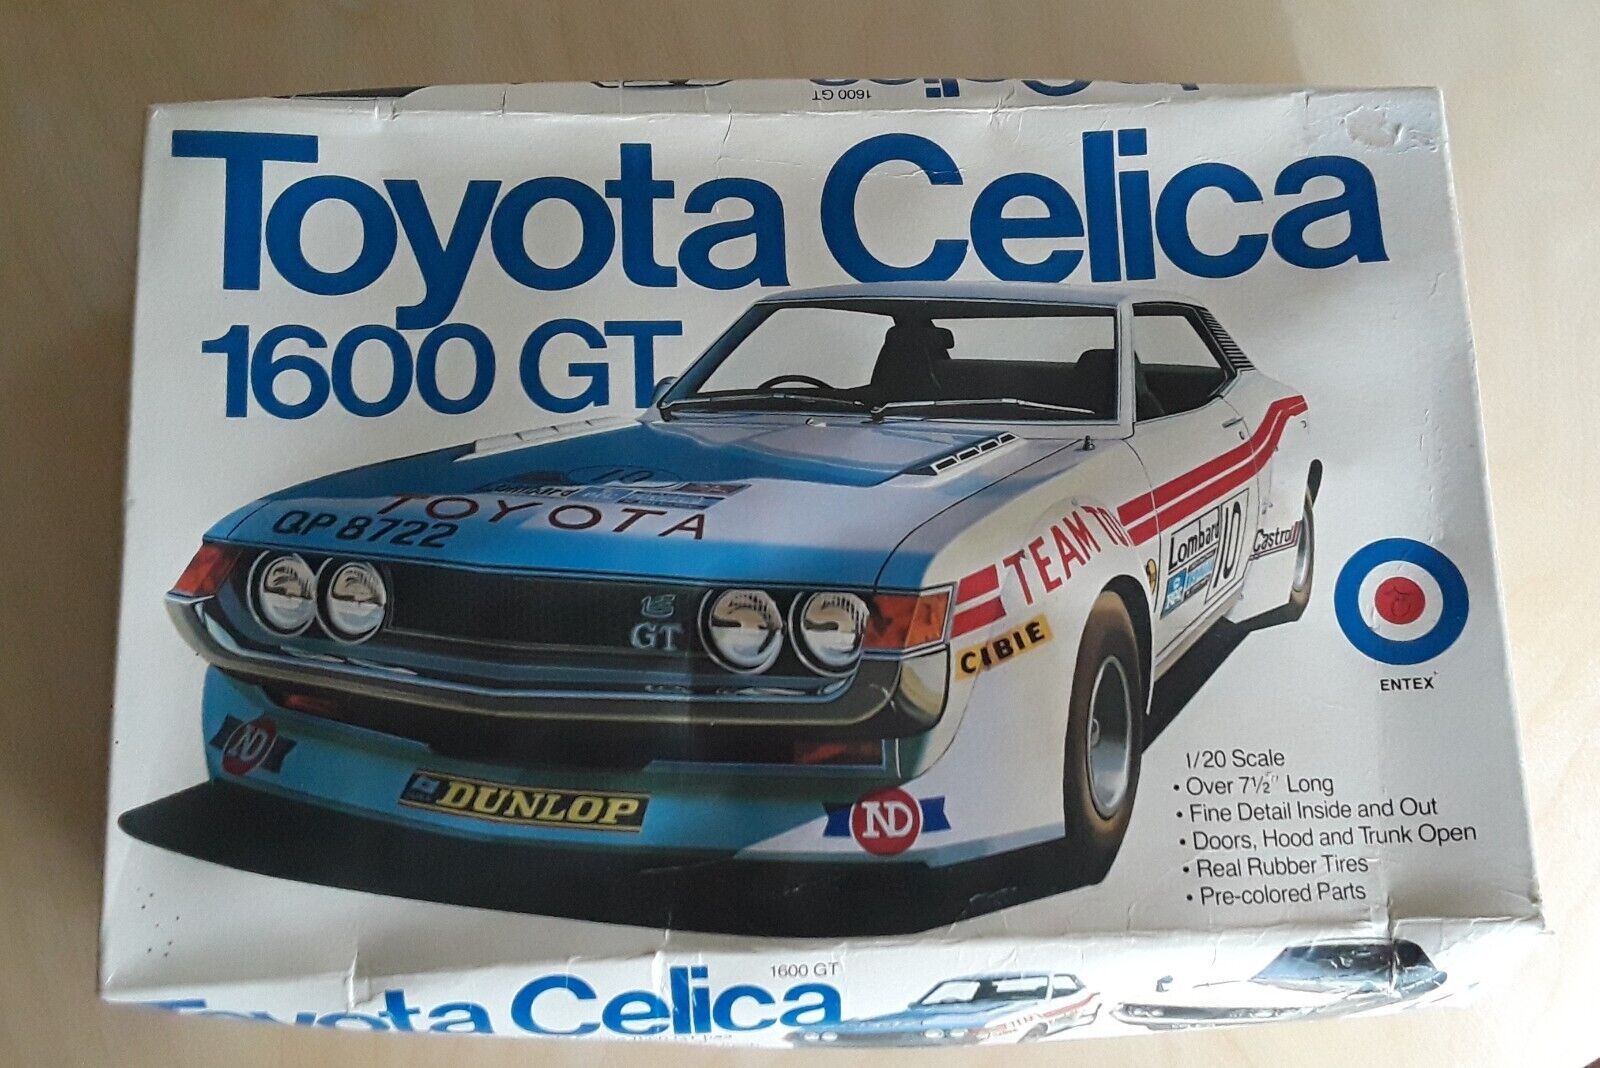 1600 GT
Toyota Celica
1600 GT
10
Lombard
TOYOTA
QP 8722
GT
TEAM TO
Lombard
10
Castrol
CIBIE
ENTEX
ND
DUNLOP
ND
1/20 Scale
• Over 7½" Long
• Fine Detail Inside and Out
• Doors, Hood and Trunk Open
• Real Rubber Tires
• Pre-colored Parts
Toyota Celica
1600 GT